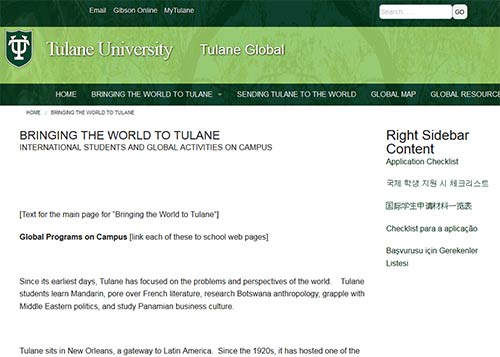 Email Gibson Online MyTulane
Search GO
Tulane University Tulane Global
HOME BRINGING THE WORLD TO TULANE SENDING TULANE TO THE WORLD GLOBAL MAP GLOBAL RESOURCE
HOME / BRINGING THE WORLD TO TULANE
BRINGING THE WORLD TO TULANE
INTERNATIONAL STUDENTS AND GLOBAL ACTIVITIES ON CAMPUS
[Text for the main page for "Bringing the World to Tulane"]
Global Programs on Campus [link each of these to school web pages]
Since its earliest days, Tulane has focused on the problems and perspectives of the world. Tulane
students learn Mandarin, pore over French literature, research Botswana anthropology, grapple with
Middle Eastern politics, and study Panamian business culture.
Tulane sits in New Orleans, a gateway to Latin America. Since the 1920s, it has hosted one of the
Right Sidebar
Content
Application Checklist
국제 학생 지원 시 체크리스트
国际学生申请材料一览表
Checklist para a aplicação
Başvurusu için Gerekenler
Listesi